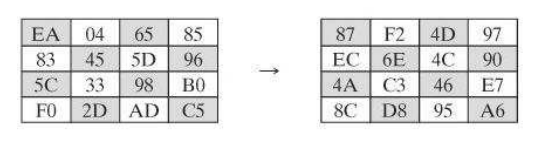 EA 04 65 85 → 87 F2 4D 97
83 45 5D 96 EC 6E 4C 90
5C 33 98 B0 4A C3 46 E7
F0 2D AD C5 8C D8 95 A6